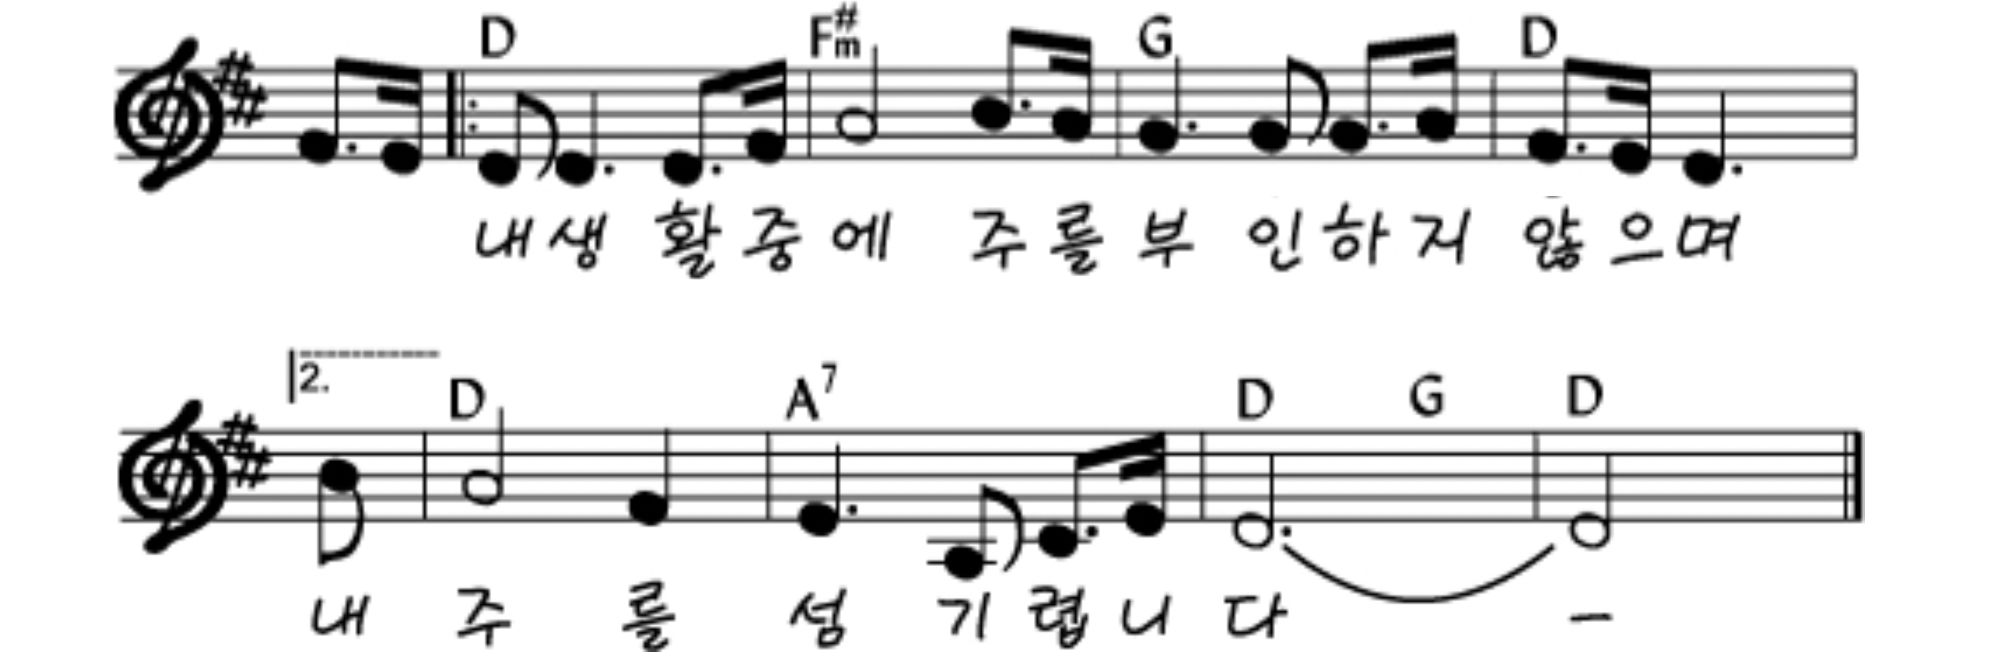 D F#m G D
내생 활중에 주를부 인하지 않으며
2. D A7 D G D
내 주 를 섬 기렵니다 -